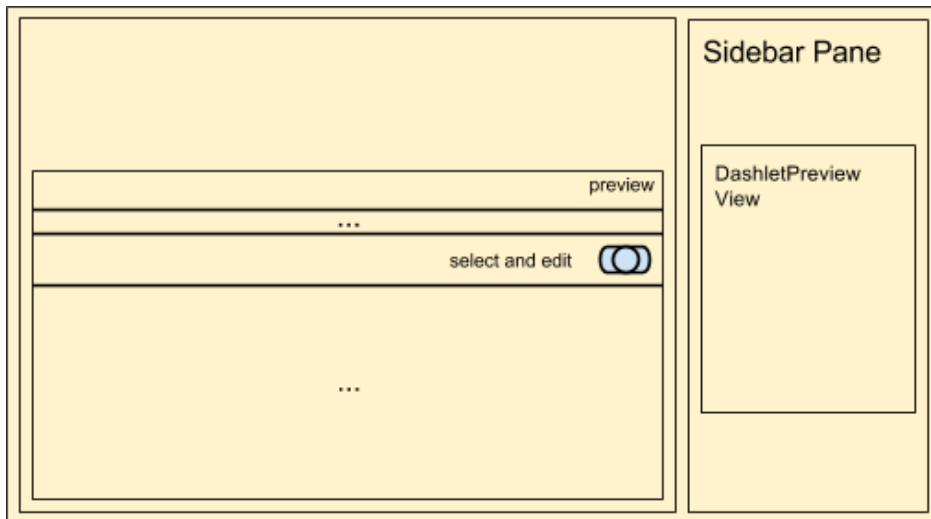 preview
...
select and edit
...
Sidebar Pane
DashletPreview
View